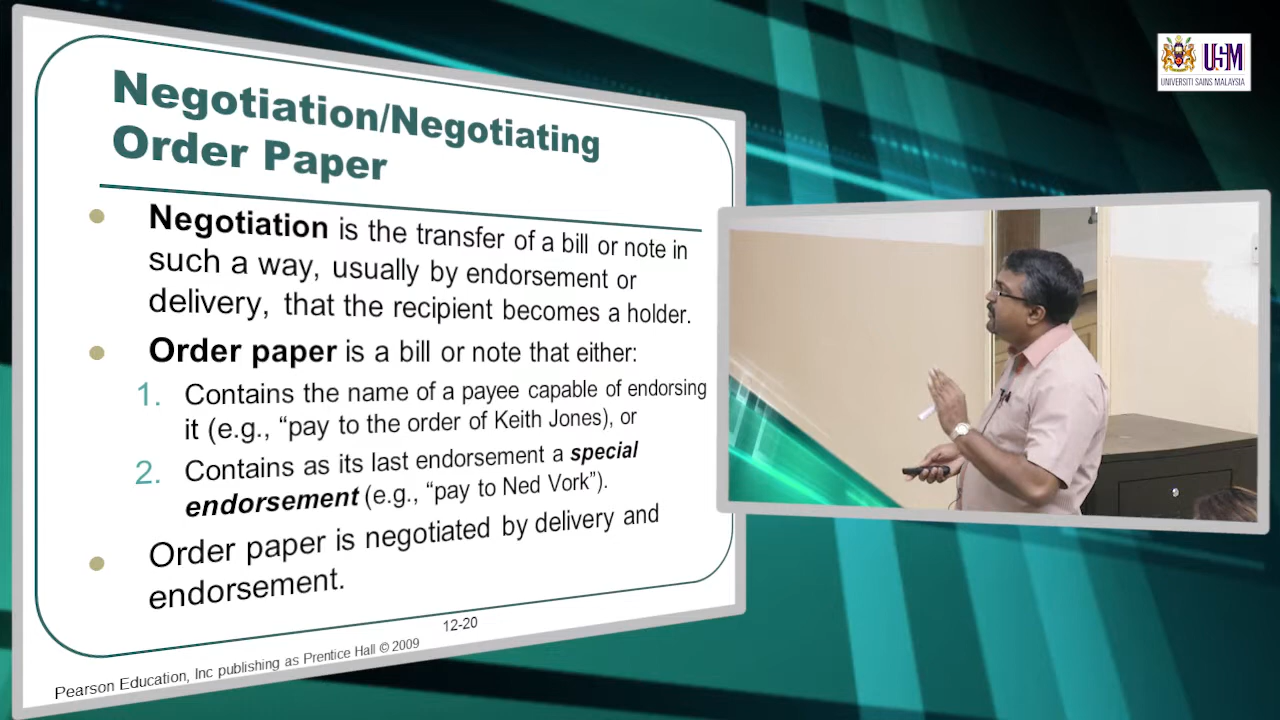 Negotiation/Negotiating
Order Paper
Negotiation is the transfer of a bill or note in
such a way, usually by endorsement or
delivery, that the recipient becomes a holder.
Order paper is a bill or note that either:
1. Contains the name of a payee capable of endorsing
it (e.g., “pay to the order of Keith Jones), or
2. Contains as its last endorsement a special
endorsement (e.g., “pay to Ned Vork”).
Order paper is negotiated by delivery and
endorsement.
12-20
Pearson Education, Inc publishing as Prentice Hall © 2009
USM
UNIVERSITI SAINS MALAYSIA